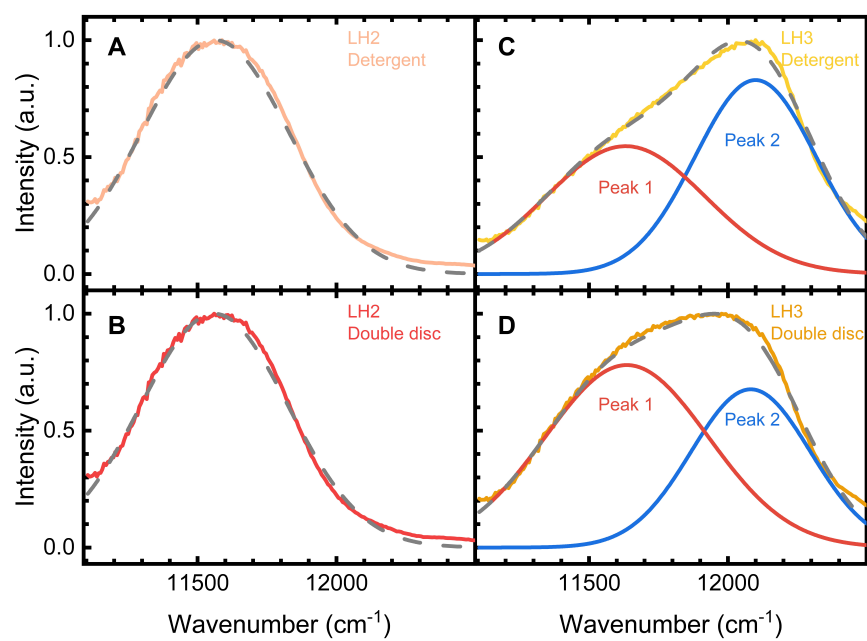 A
LH2
Detergent
C
LH3
Detergent
Peak 1
Peak 2
1.0
0.5
0.0
Intensity (a.u.)
B
LH2
Double disc
D
LH3
Double disc
Peak 1
Peak 2
1.0
0.5
0.0
Intensity (a.u.)
11500
12000
11500
12000
Wavenumber (cm⁻¹)
Wavenumber (cm⁻¹)